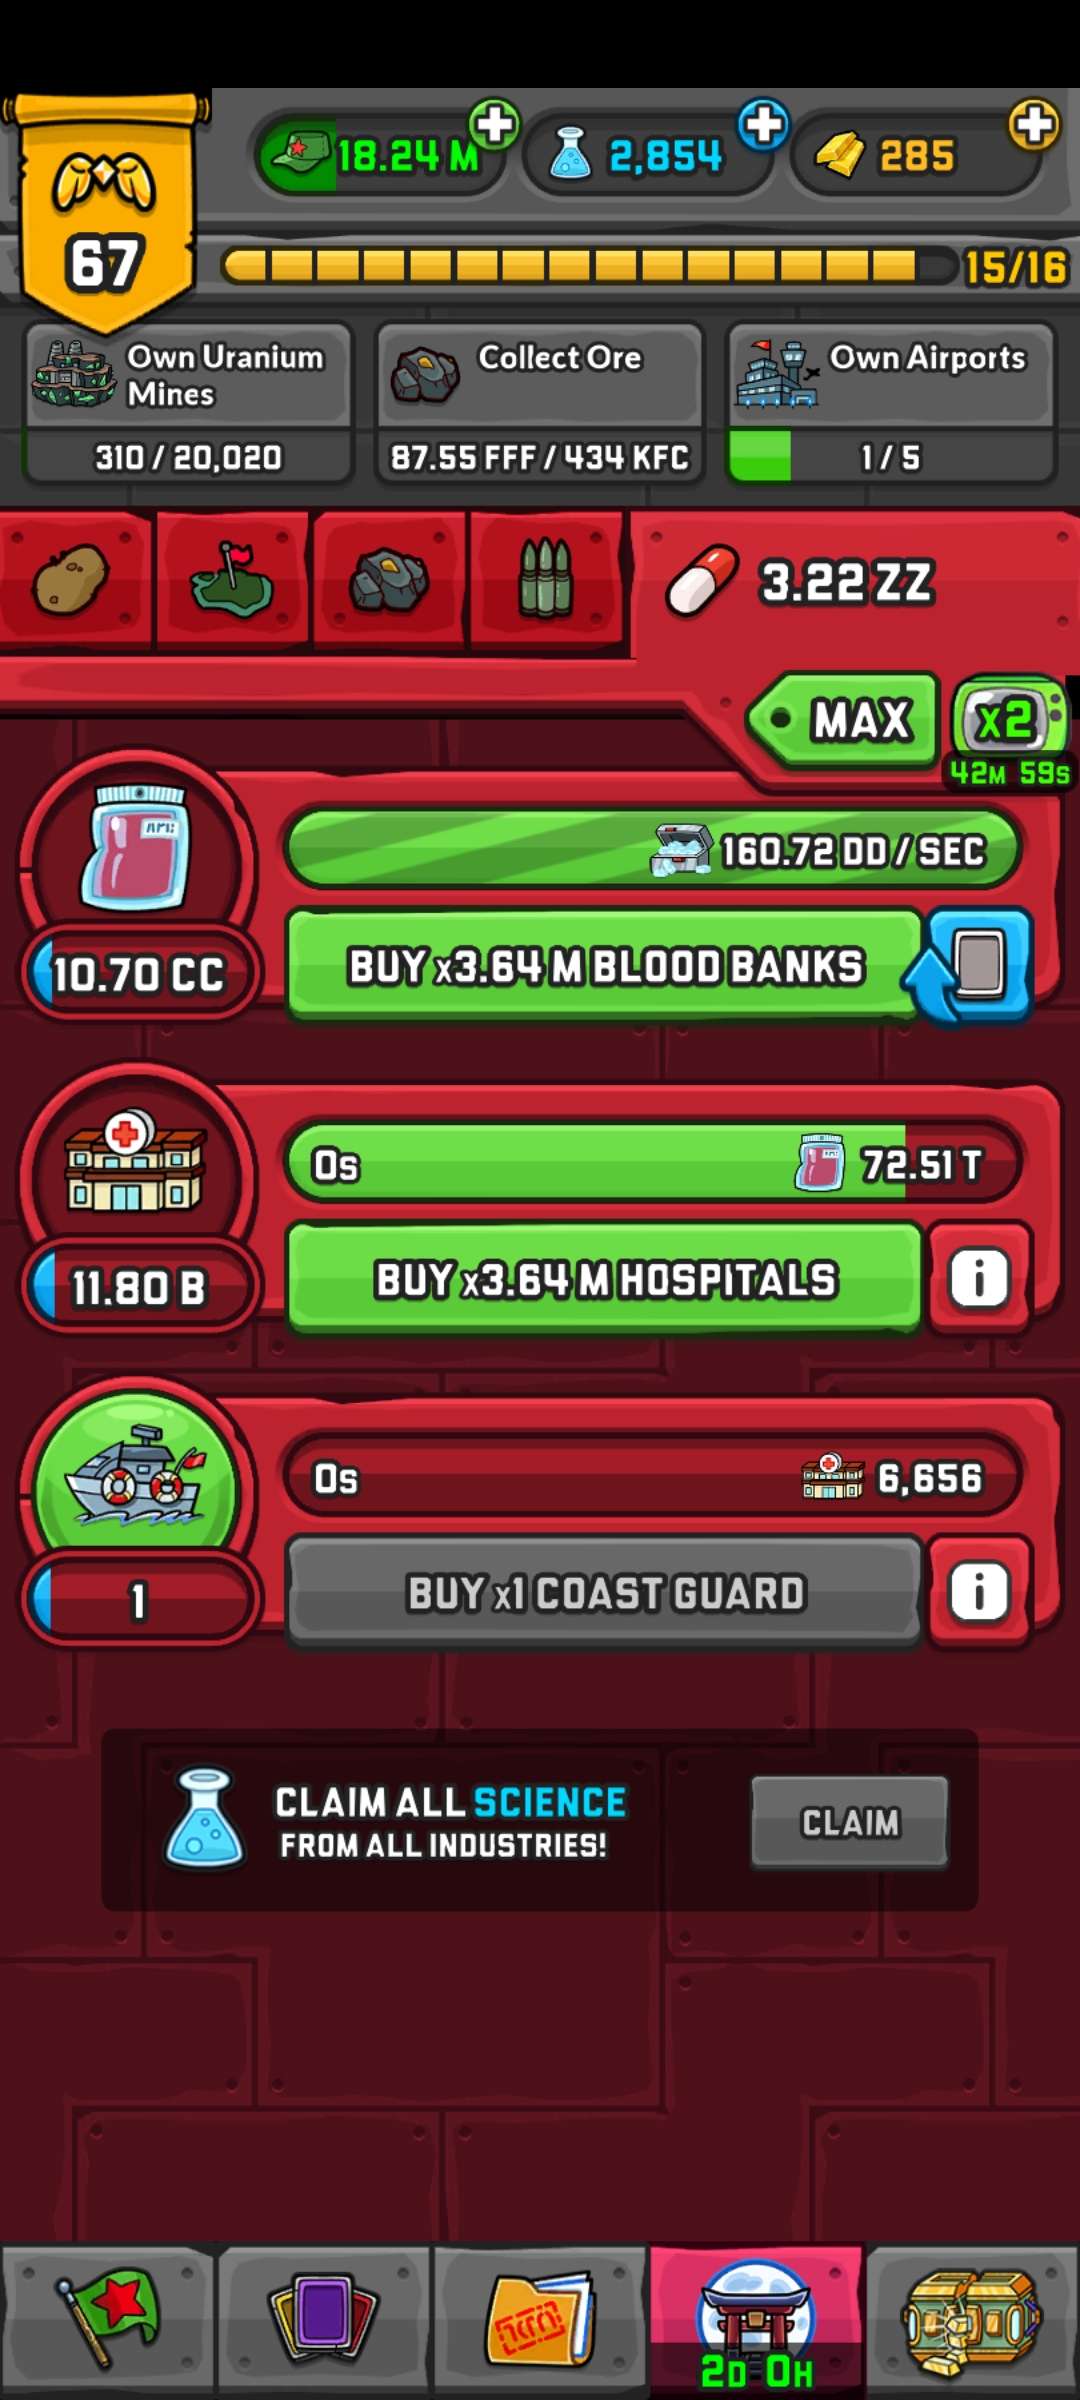 18.24 M
2,854
285
67
15/16
Own Uranium
Mines
310 / 20,020
Collect Ore
87.55 FFF / 434 KFC
Own Airports
1 / 5
3.22 ZZ
MAX
x2
42M 59S
160.72 DD / SEC
10.70 CC
BUY x3.64 M BLOOD BANKS
0s
72.51 T
11.80 B
BUY x3.64 M HOSPITALS
i
0s
6,656
1
BUY x1 COAST GUARD
i
CLAIM ALL SCIENCE
FROM ALL INDUSTRIES!
CLAIM
2D 0H